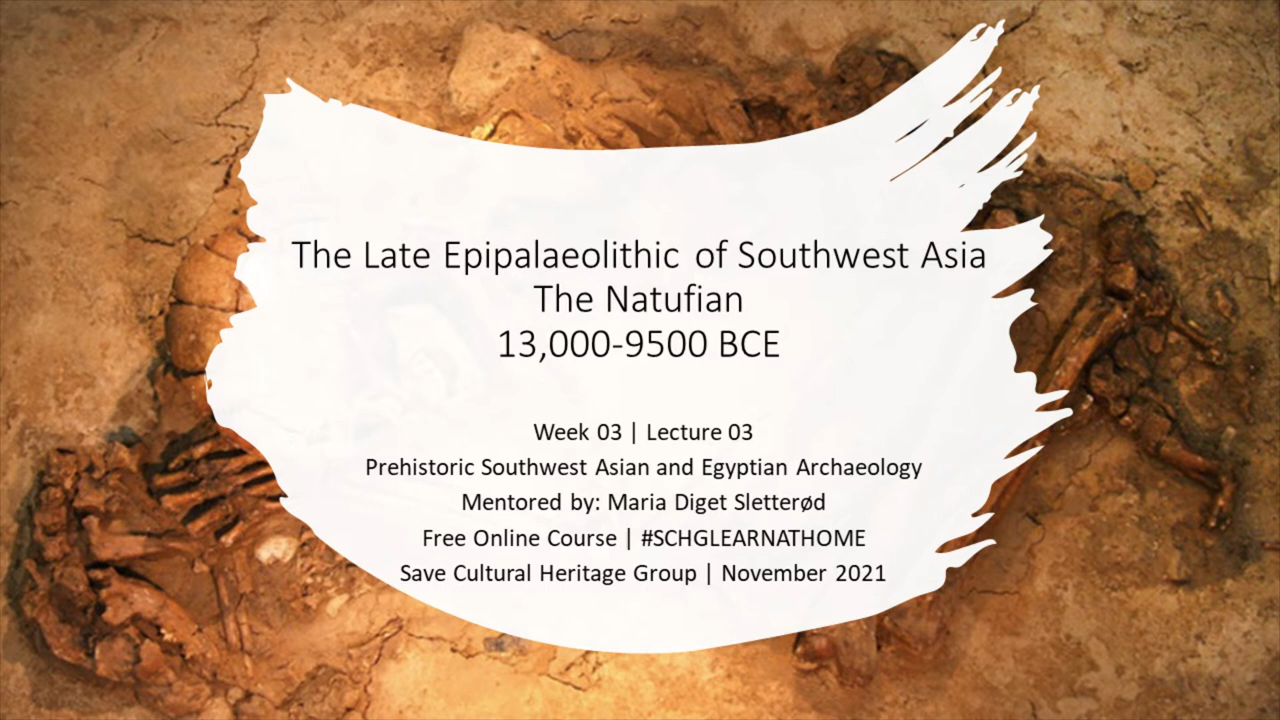 The Late Epipalaeolithic of Southwest Asia
The Natufian
13,000-9500 BCE
Week 03 | Lecture 03
Prehistoric Southwest Asian and Egyptian Archaeology
Mentored by: Maria Diget Sletterød
Free Online Course | #SCHGLEARNATHOME
Save Cultural Heritage Group | November 2021